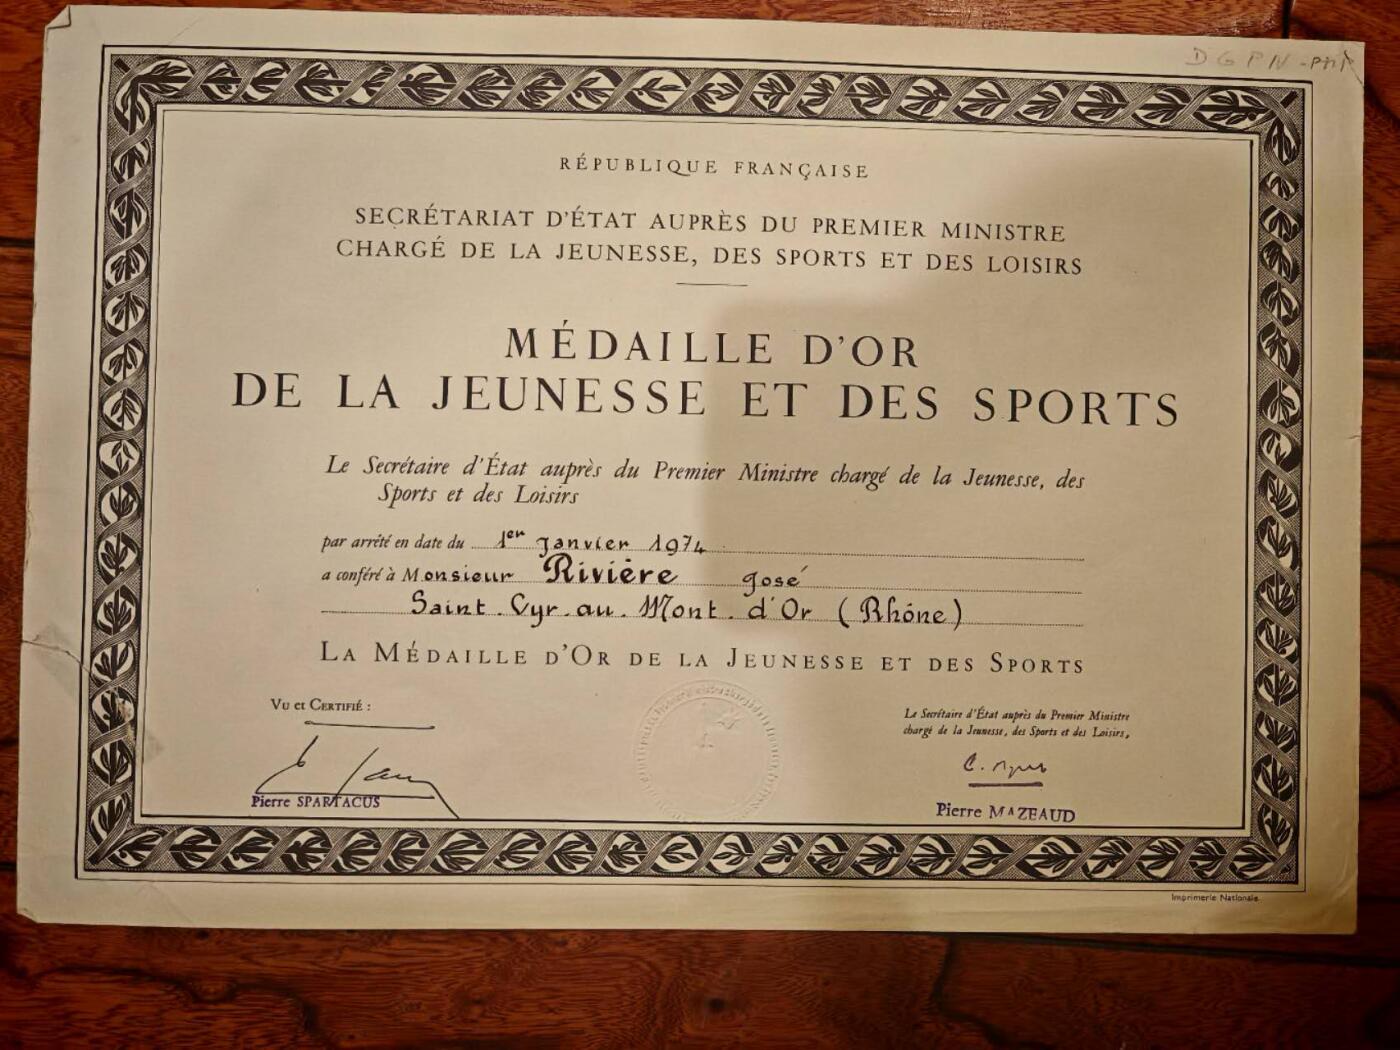 DGPN-PMP
RÉPUBLIQUE FRANÇAISE
SECRÉTARIAT D'ÉTAT AUPRÈS DU PREMIER MINISTRE
CHARGÉ DE LA JEUNESSE, DES SPORTS ET DES LOISIRS
MÉDAILLE D'OR
DE LA JEUNESSE ET DES SPORTS
Le Secrétaire d'État auprès du Premier Ministre chargé de la Jeunesse, des
Sports et des Loisirs
par arrêté en date du 1er Janvier 1974
a conféré à Monsieur Rivière José
Saint. Cyr. au. Mont. d'Or (Rhône)
LA MÉDAILLE D'OR DE LA JEUNESSE ET DES SPORTS
VU et CERTIFIÉ :
Pierre SPARTACUS
Le Secrétaire d'État auprès du Premier Ministre
chargé de la Jeunesse, des Sports et des Loisirs,
Pierre MAZEAUD
Imprimerie Nationale.